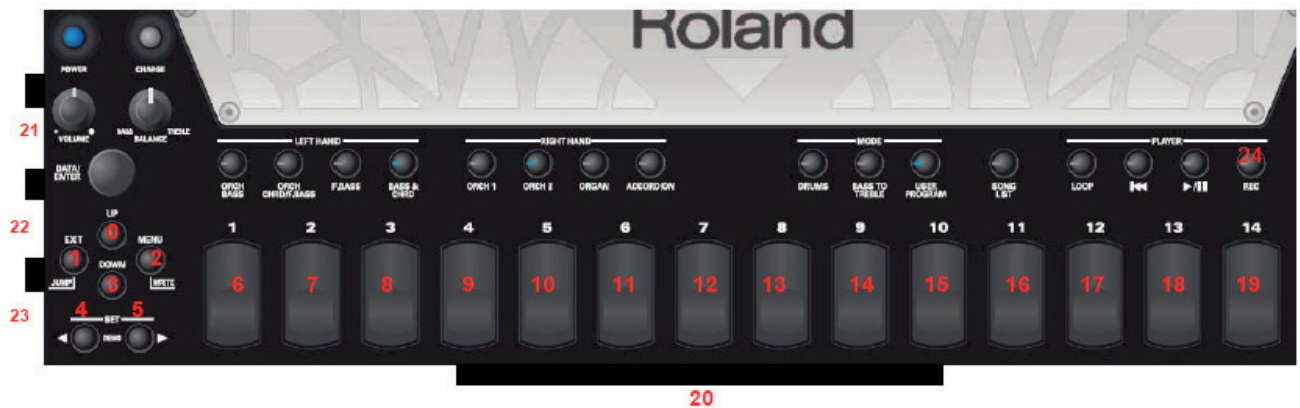 Roland
POWER CHARGE
VOLUME BASS BALANCE TREBLE
21
DATA/ENTER
LEFT HAND RIGHT HAND MODE PLAYER
24
ORCH BASS ORCH CHRD/F.BASS F.BASS BASS & CHRD ORCH 1 ORCH 2 ORGAN ACCORDION DRUMS BASS TO TREBLE USER PROGRAM SONG LIST LOOP REC
UP
22 0
1 2 3 4 5 6 7 8 9 10 11 12 13 14
EXIT MENU
1 2
DOWN
JUMP 3 WRITE
6 7 8 9 10 11 12 13 14 15 16 17 18 19
23 4 5
SET
DEMO
20